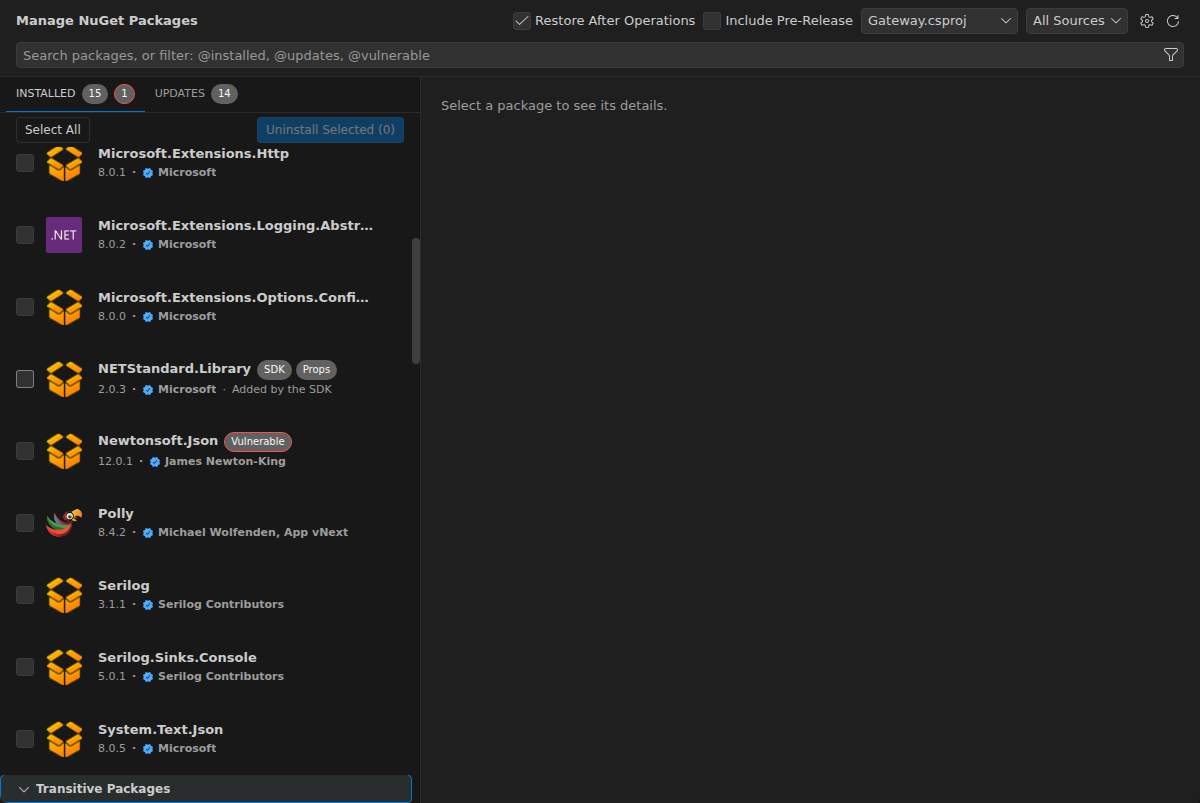 Manage NuGet Packages
Restore After Operations
Include Pre-Release
Gateway.csproj
All Sources
Search packages, or filter: @installed, @updates, @vulnerable
INSTALLED 15 1 UPDATES 14
Select a package to see its details.
Select All
Uninstall Selected (0)
Microsoft.Extensions.Http
8.0.1 · Microsoft
.NET
Microsoft.Extensions.Logging.Abstr...
8.0.2 · Microsoft
Microsoft.Extensions.Options.Confi...
8.0.0 · Microsoft
NETStandard.Library SDK Props
2.0.3 · Microsoft · Added by the SDK
Newtonsoft.Json Vulnerable
12.0.1 · James Newton-King
Polly
8.4.2 · Michael Wolfenden, App vNext
Serilog
3.1.1 · Serilog Contributors
Serilog.Sinks.Console
5.0.1 · Serilog Contributors
System.Text.Json
8.0.5 · Microsoft
Transitive Packages